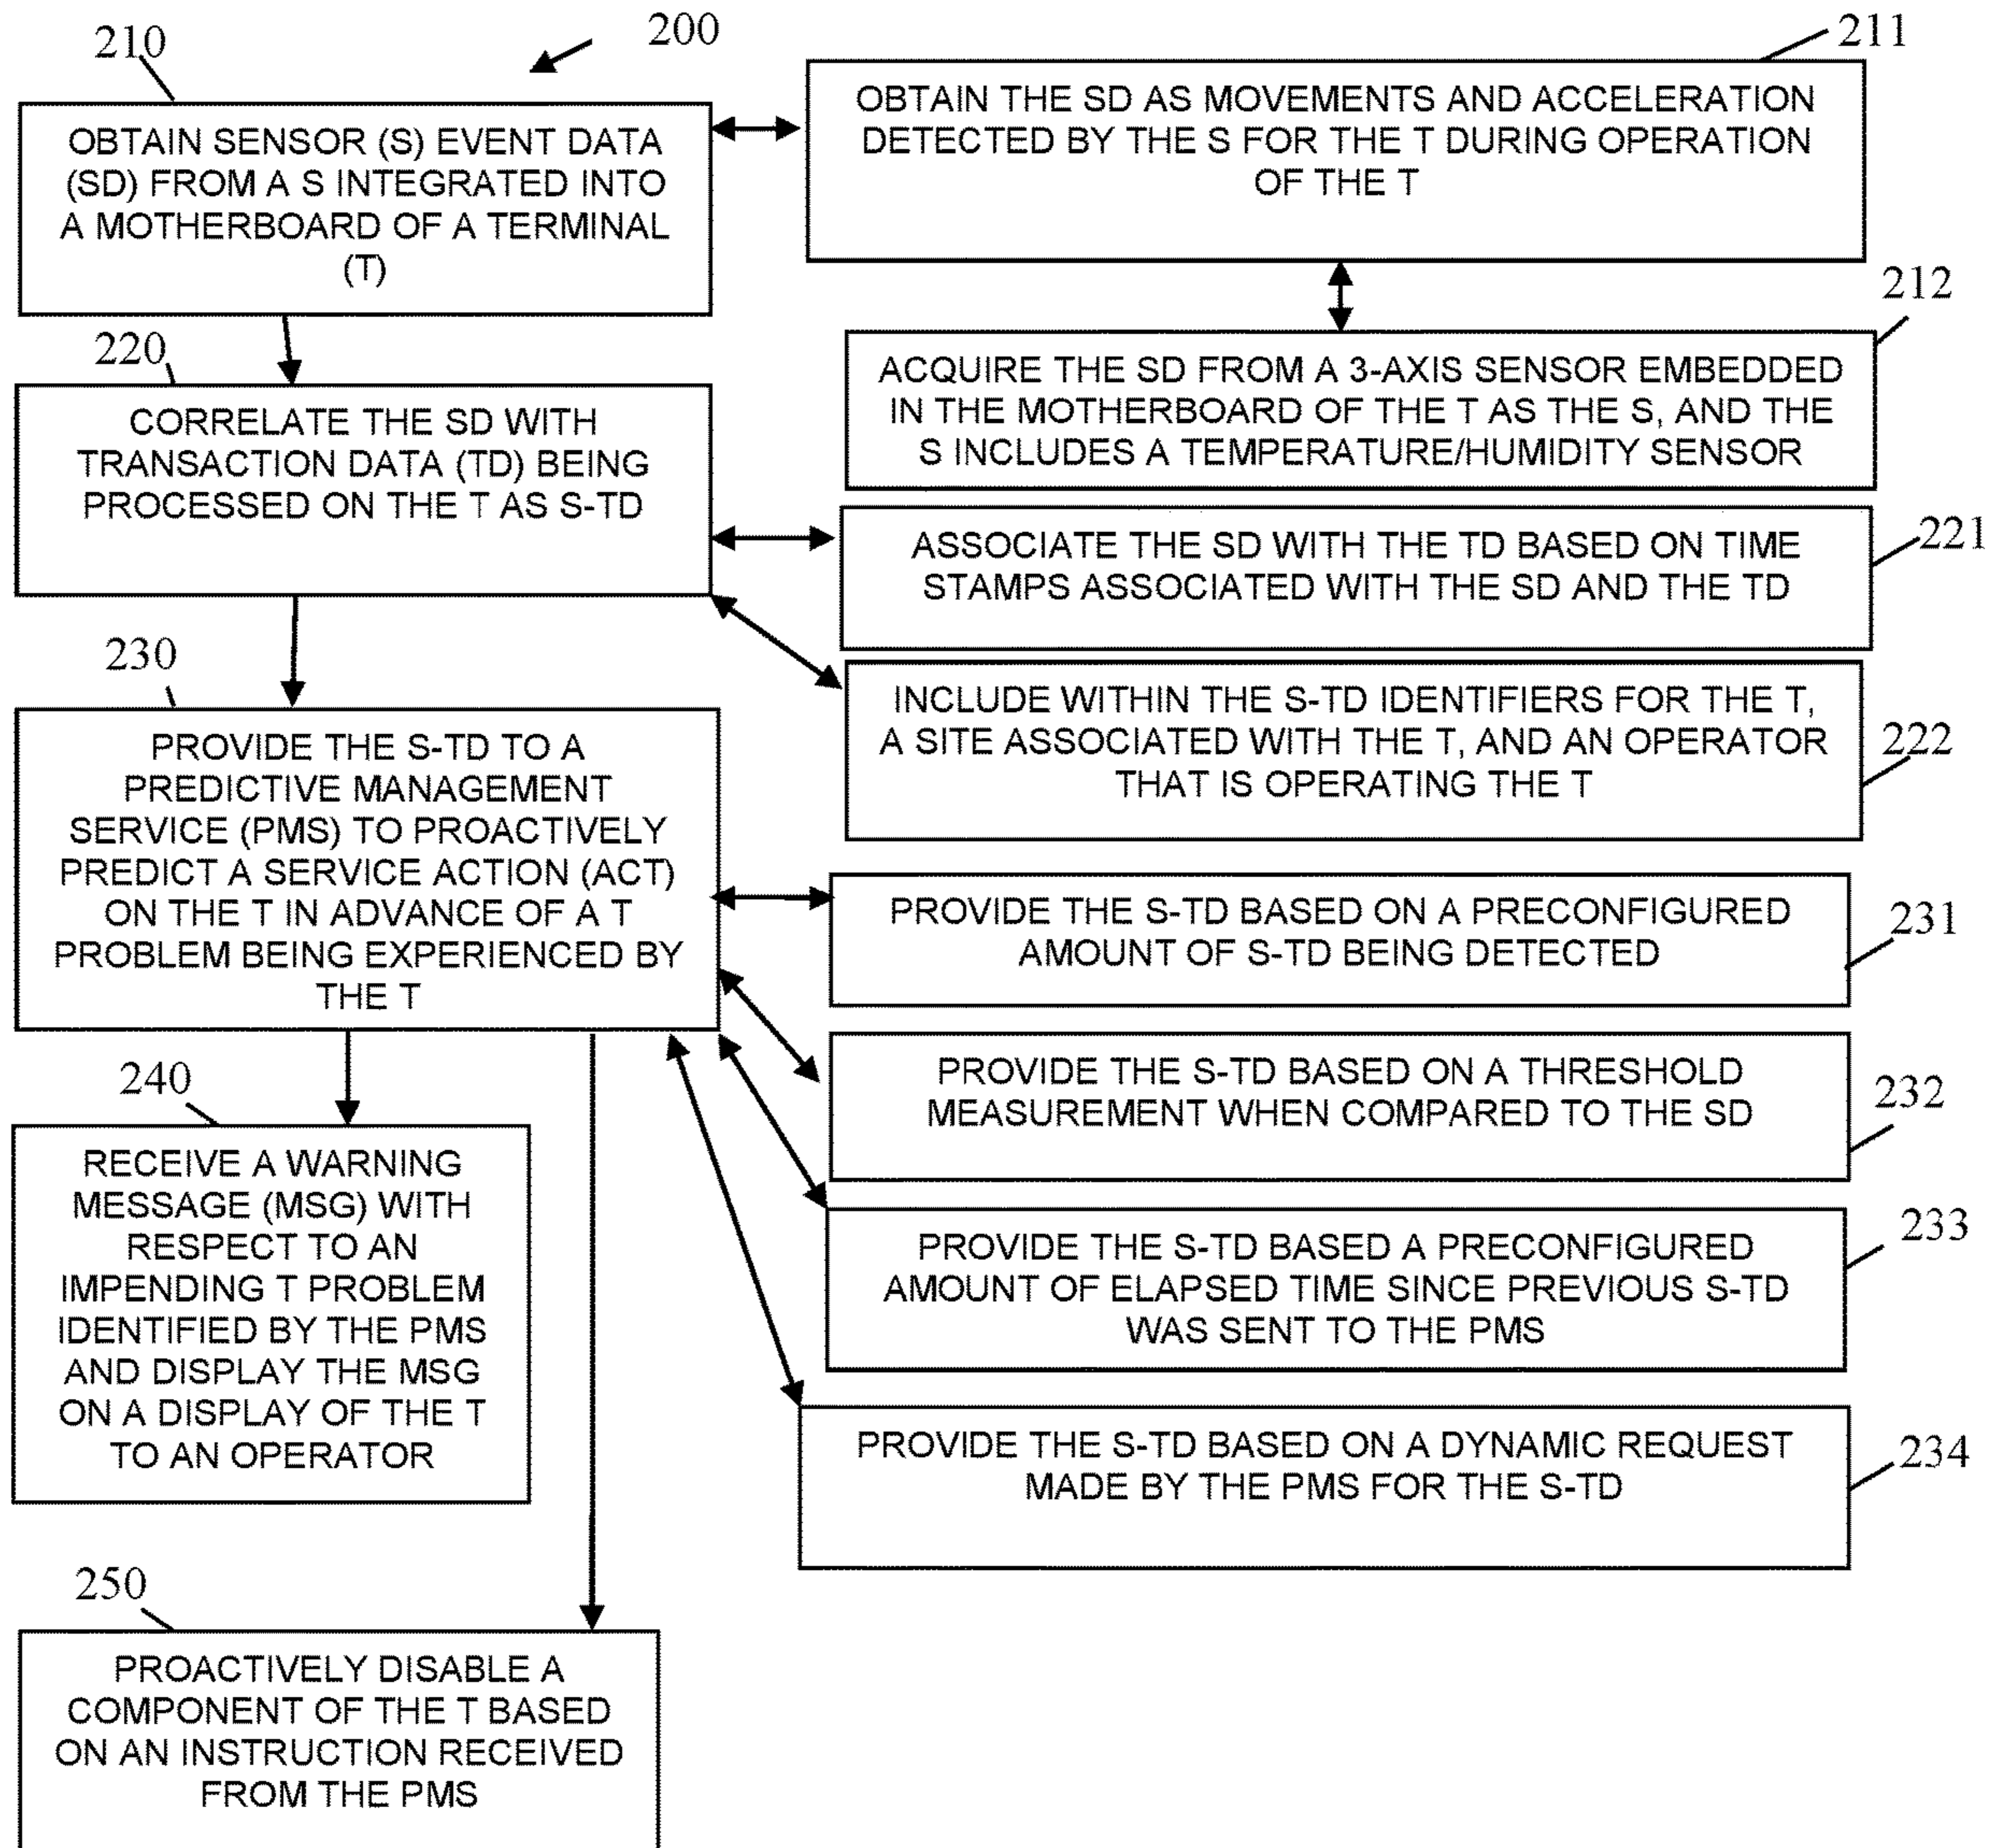 200
210
OBTAIN SENSOR (S) EVENT DATA
(SD) FROM A S INTEGRATED INTO
A MOTHERBOARD OF A TERMINAL
(T)
211
OBTAIN THE SD AS MOVEMENTS AND ACCELERATION
DETECTED BY THE S FOR THE T DURING OPERATION
OF THE T
212
ACQUIRE THE SD FROM A 3-AXIS SENSOR EMBEDDED
IN THE MOTHERBOARD OF THE T AS THE S, AND THE
S INCLUDES A TEMPERATURE/HUMIDITY SENSOR
220
CORRELATE THE SD WITH
TRANSACTION DATA (TD) BEING
PROCESSED ON THE T AS S-TD
221
ASSOCIATE THE SD WITH THE TD BASED ON TIME
STAMPS ASSOCIATED WITH THE SD AND THE TD
222
INCLUDE WITHIN THE S-TD IDENTIFIERS FOR THE T,
A SITE ASSOCIATED WITH THE T, AND AN OPERATOR
THAT IS OPERATING THE T
230
PROVIDE THE S-TD TO A
PREDICTIVE MANAGEMENT
SERVICE (PMS) TO PROACTIVELY
PREDICT A SERVICE ACTION (ACT)
ON THE T IN ADVANCE OF A T
PROBLEM BEING EXPERIENCED BY
THE T
231
PROVIDE THE S-TD BASED ON A PRECONFIGURED
AMOUNT OF S-TD BEING DETECTED
232
PROVIDE THE S-TD BASED ON A THRESHOLD
MEASUREMENT WHEN COMPARED TO THE SD
233
PROVIDE THE S-TD BASED A PRECONFIGURED
AMOUNT OF ELAPSED TIME SINCE PREVIOUS S-TD
WAS SENT TO THE PMS
234
PROVIDE THE S-TD BASED ON A DYNAMIC REQUEST
MADE BY THE PMS FOR THE S-TD
240
RECEIVE A WARNING
MESSAGE (MSG) WITH
RESPECT TO AN
IMPENDING T PROBLEM
IDENTIFIED BY THE PMS
AND DISPLAY THE MSG
ON A DISPLAY OF THE T
TO AN OPERATOR
250
PROACTIVELY DISABLE A
COMPONENT OF THE T BASED
ON AN INSTRUCTION RECEIVED
FROM THE PMS